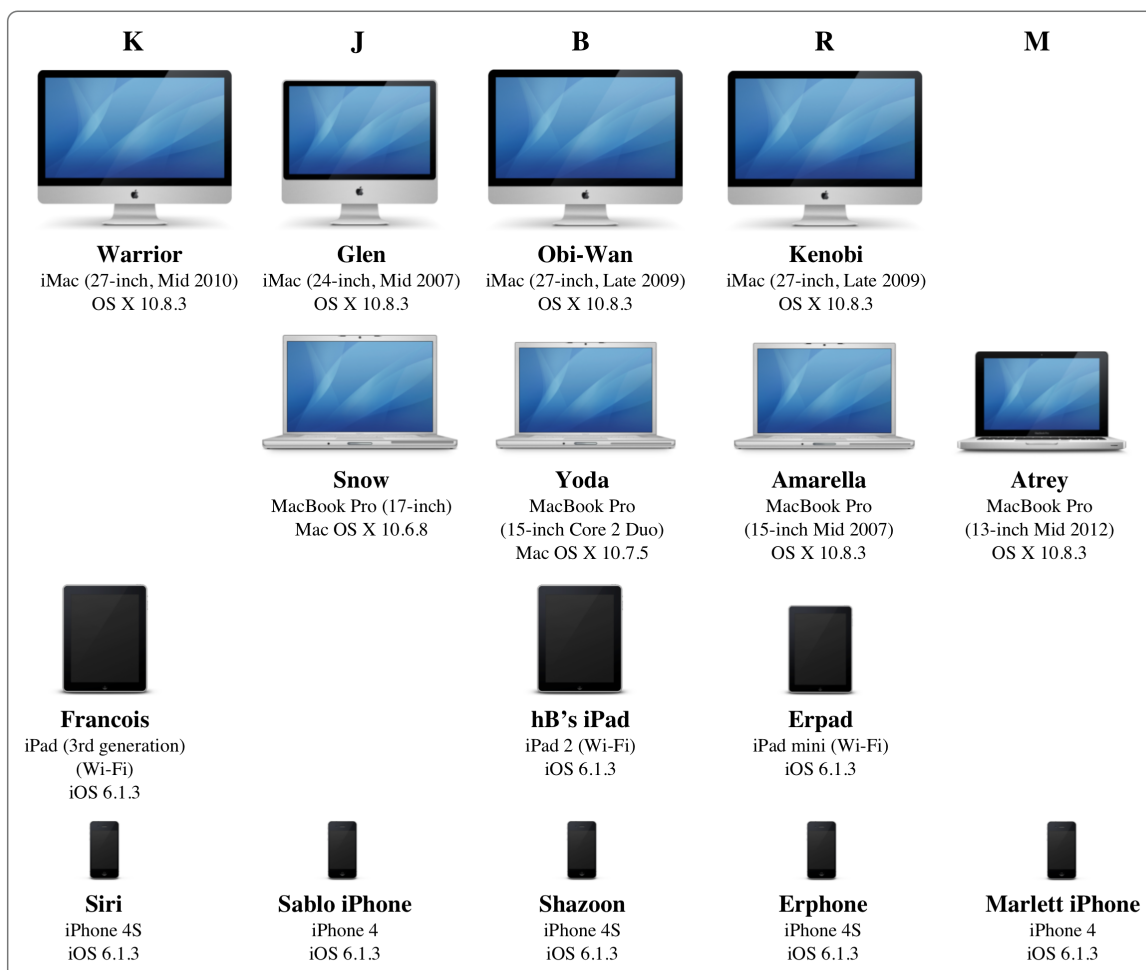 K J B R M
Warrior Glen Obi-Wan Kenobi
iMac (27-inch, Mid 2010) iMac (24-inch, Mid 2007) iMac (27-inch, Late 2009) iMac (27-inch, Late 2009)
OS X 10.8.3 OS X 10.8.3 OS X 10.8.3 OS X 10.8.3
Snow Yoda Amarella Atrey
MacBook Pro (17-inch) MacBook Pro MacBook Pro MacBook Pro
Mac OS X 10.6.8 (15-inch Core 2 Duo) (15-inch Mid 2007) (13-inch Mid 2012)
Mac OS X 10.7.5 OS X 10.8.3 OS X 10.8.3
Francois hB's iPad Erpad
iPad (3rd generation) iPad 2 (Wi-Fi) iPad mini (Wi-Fi)
(Wi-Fi) iOS 6.1.3 iOS 6.1.3
iOS 6.1.3
Siri Sablo iPhone Shazoon Erphone Marlett iPhone
iPhone 4S iPhone 4 iPhone 4S iPhone 4S iPhone 4
iOS 6.1.3 iOS 6.1.3 iOS 6.1.3 iOS 6.1.3 iOS 6.1.3